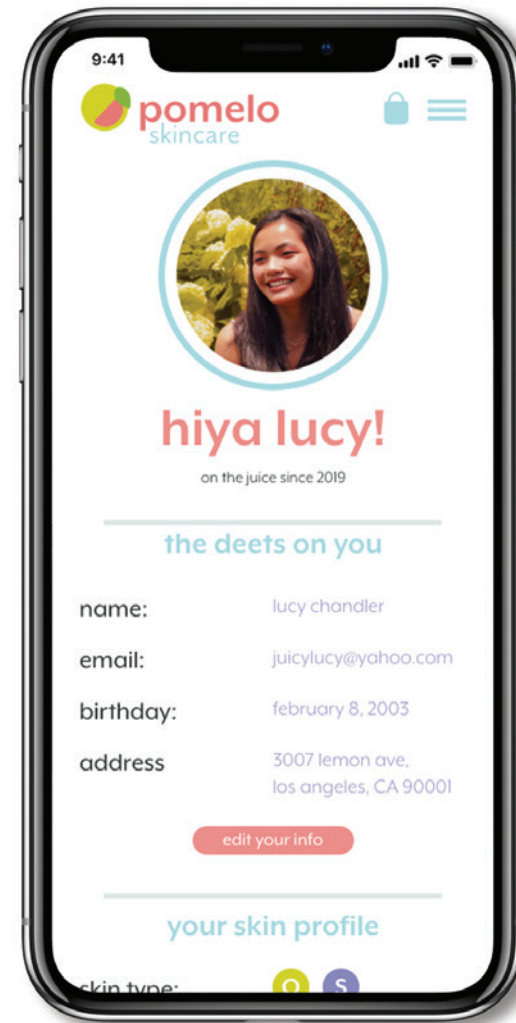 9:41
pomelo
skincare
hiya lucy!
on the juice since 2019
the deets on you
name: lucy chandler
email: juicylucy@yahoo.com
birthday: february 8, 2003
address 3007 lemon ave,
los angeles, CA 90001
edit your info
your skin profile
skin type: O S